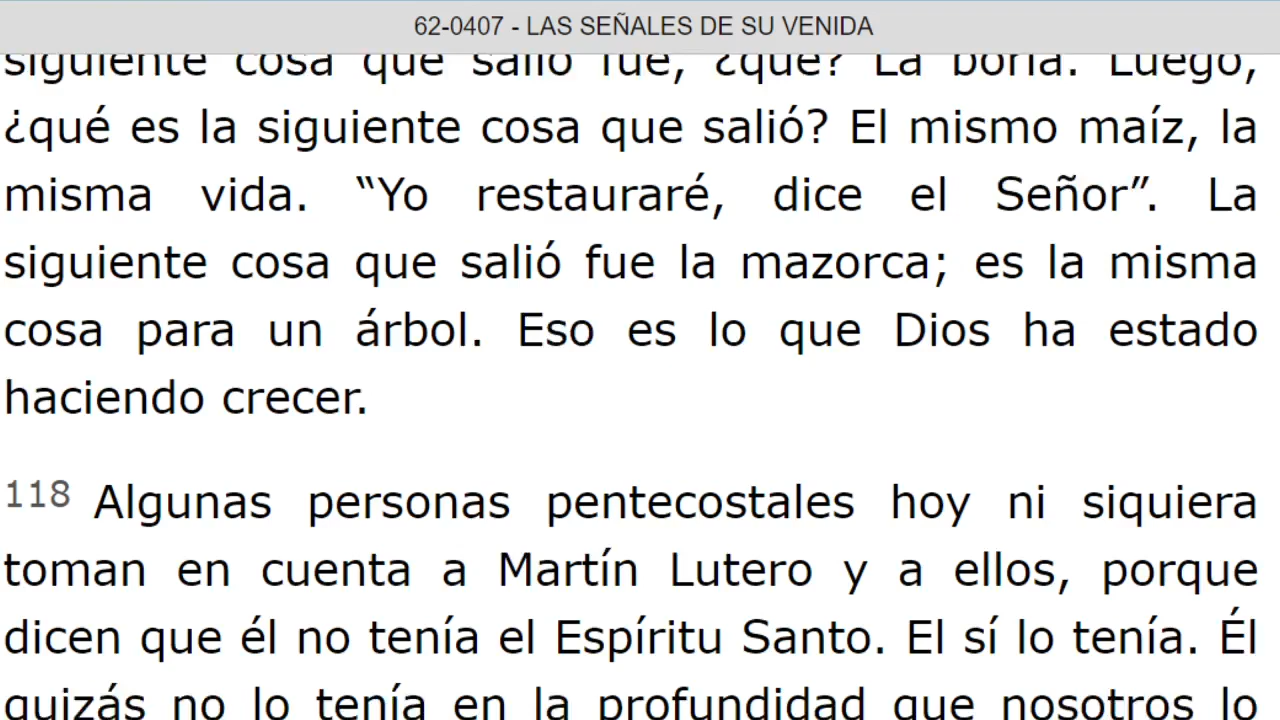 62-0407 - LAS SEÑALES DE SU VENIDA
siguiente cosa que salió fue, ¿qué? La borla. Luego,
¿qué es la siguiente cosa que salió? El mismo maíz, la
misma vida. “Yo restauraré, dice el Señor”. La
siguiente cosa que salió fue la mazorca; es la misma
cosa para un árbol. Eso es lo que Dios ha estado
haciendo crecer.
118 Algunas personas pentecostales hoy ni siquiera
toman en cuenta a Martín Lutero y a ellos, porque
dicen que él no tenía el Espíritu Santo. El sí lo tenía. Él
quizás no lo tenía en la profundidad que nosotros lo